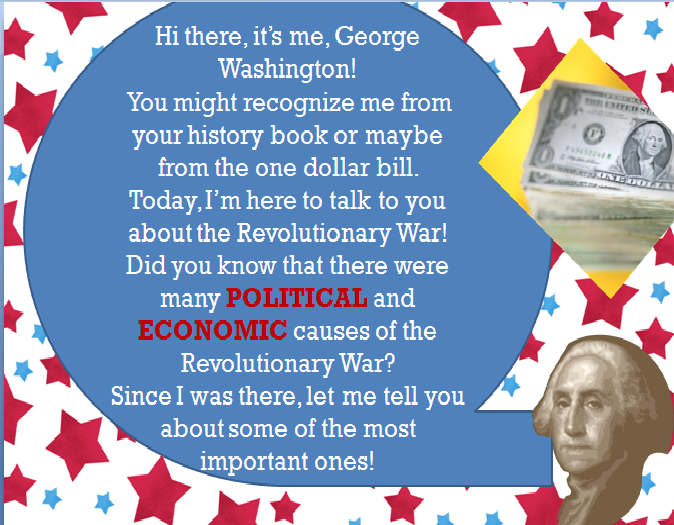 Hi there, it's me, George
Washington!
You might recognize me from
your history book or maybe
from the one dollar bill.
Today, I'm here to talk to you
about the Revolutionary War!
Did you know that there were
many POLITICAL and
ECONOMIC causes of the
Revolutionary War?
Since I was there, let me tell you
about some of the most
important ones!
ONE DOLLAR